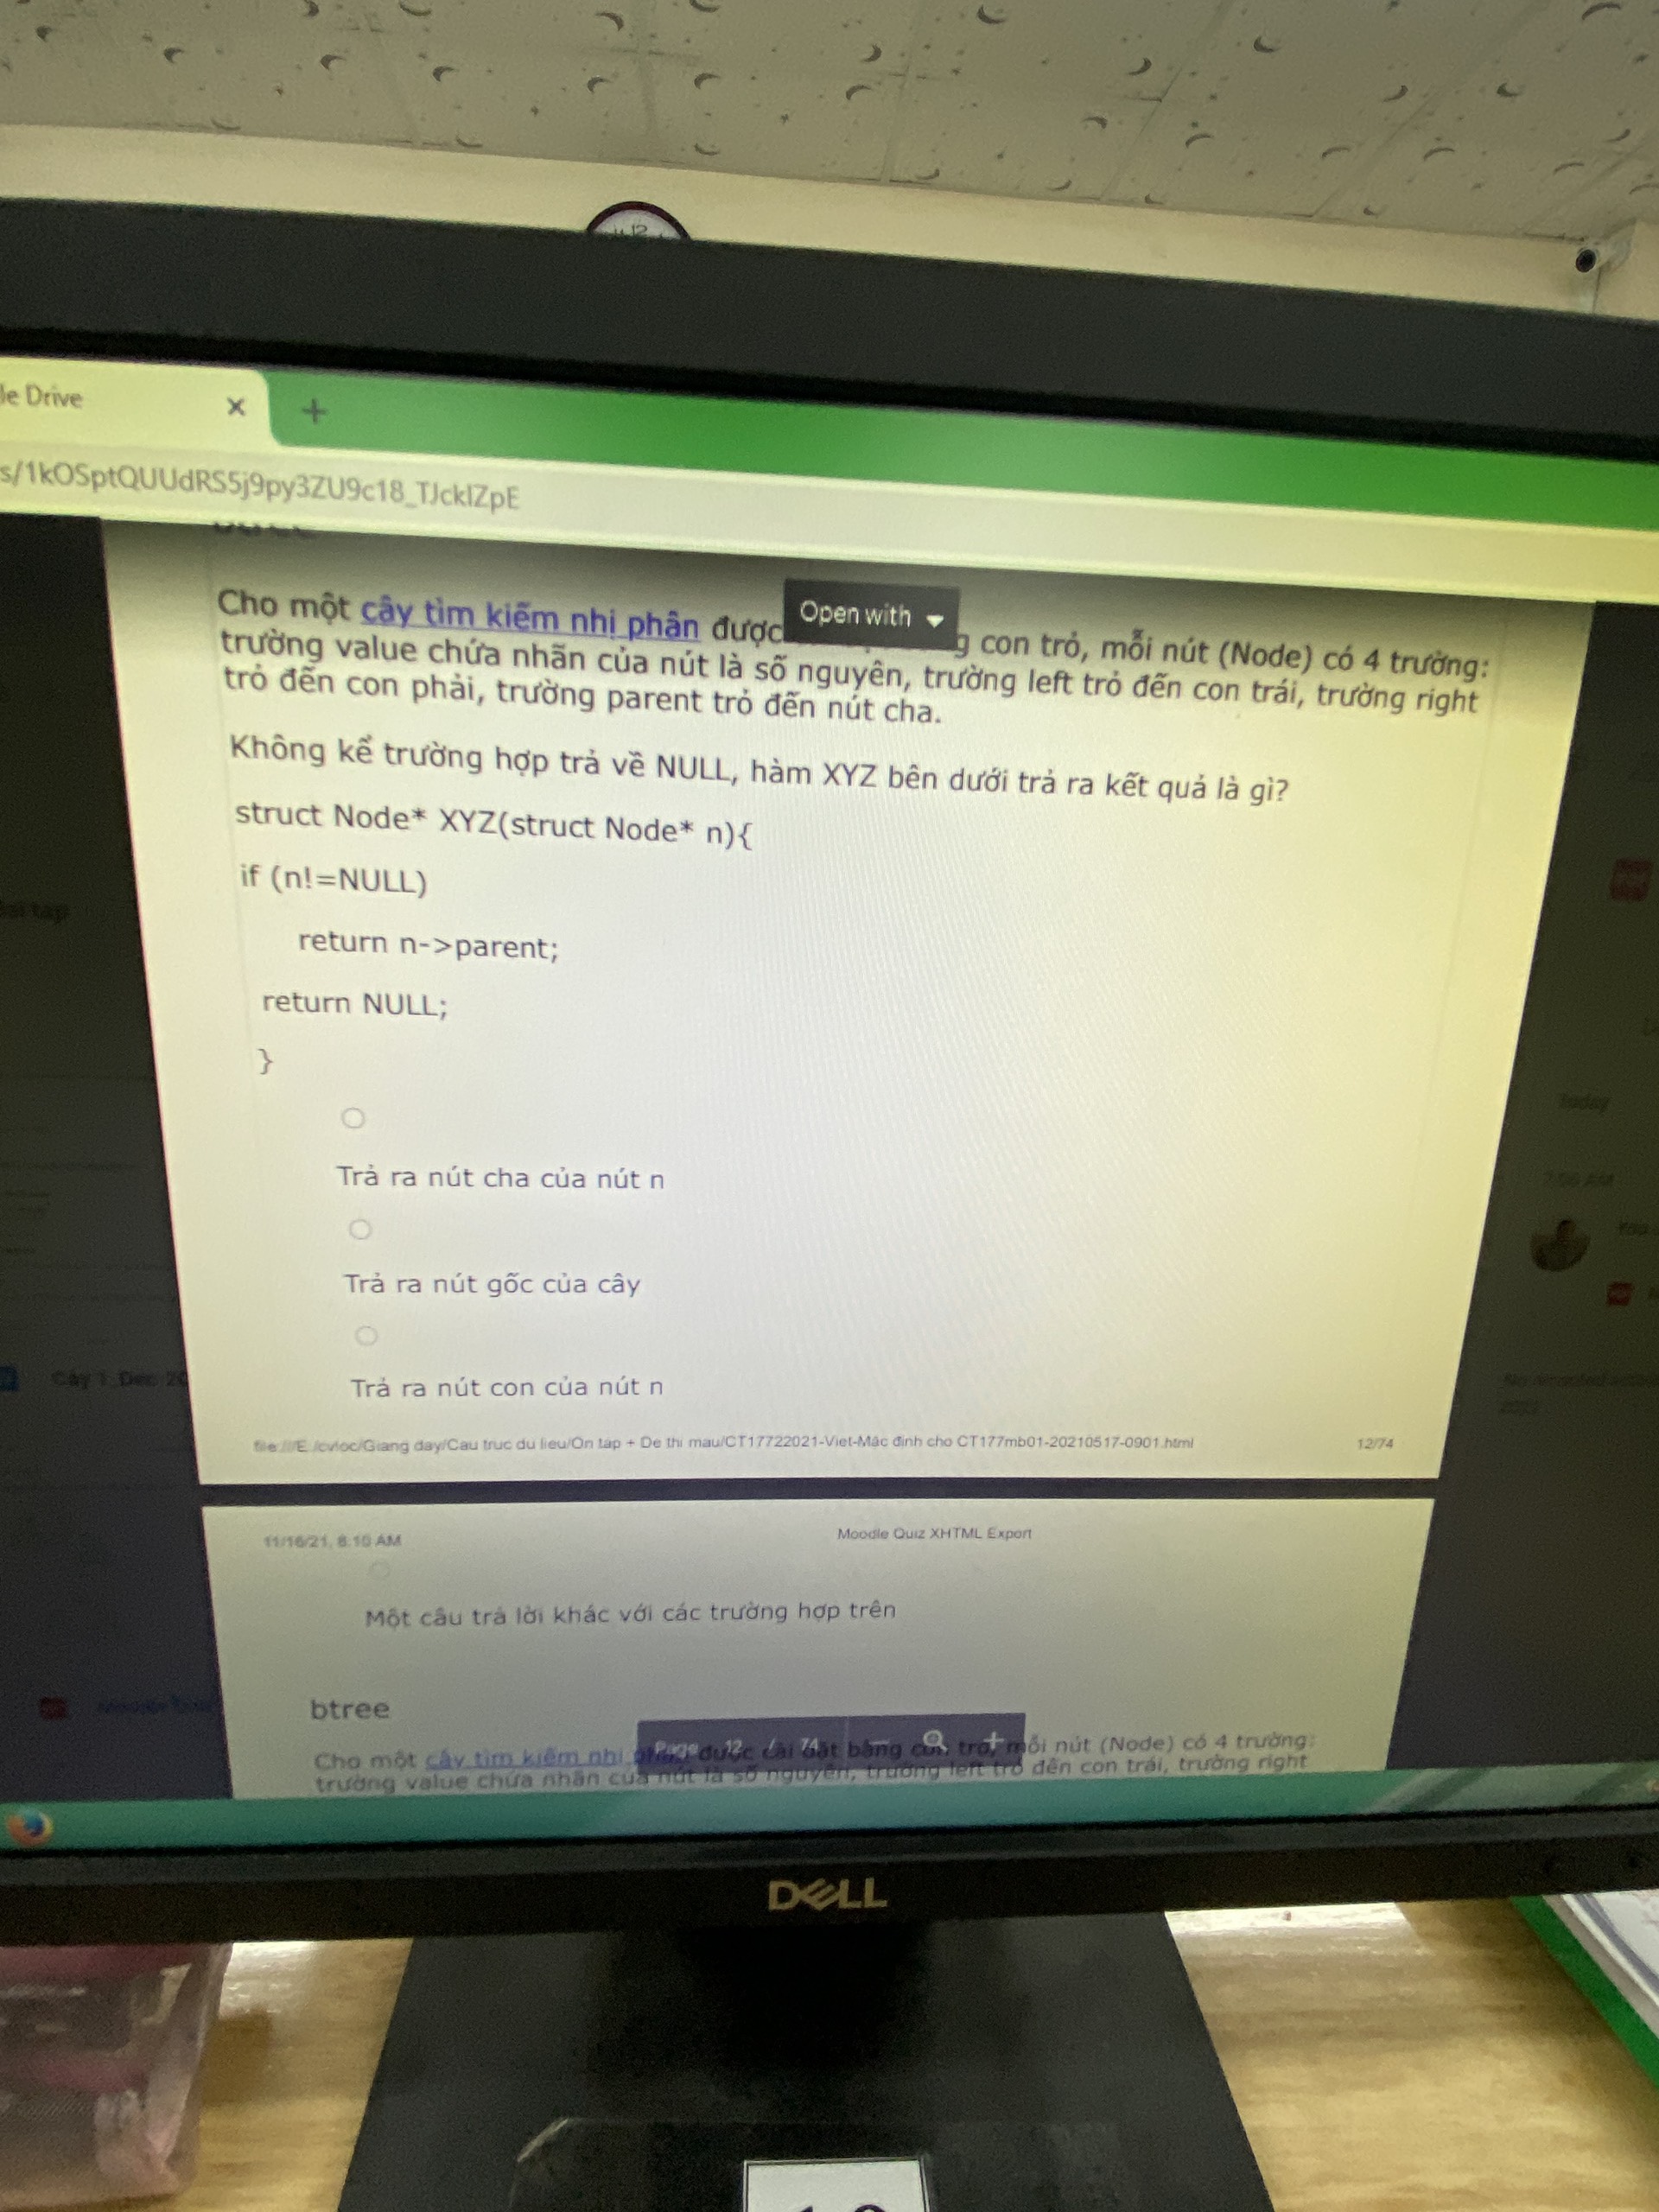 le Drive
s/1kOSptQUUdRS5j9py3ZU9c18_TJcklZpE
Open with
Cho một cây tìm kiếm nhị phân được g con trỏ, mỗi nút (Node) có 4 trường:
trường value chứa nhãn của nút là số nguyên, trường left trỏ đến con trái, trường right
trỏ đến con phải, trường parent trỏ đến nút cha.
Không kể trường hợp trả về NULL, hàm XYZ bên dưới trả ra kết quả là gì?
struct Node* XYZ(struct Node* n){
if (n!=NULL)
return n->parent;
return NULL;
}
Trả ra nút cha của nút n
Trả ra nút gốc của cây
Trả ra nút con của nút n
file:///E:/cvloc/Giang day/Cau truc du lieu/On tap + De thi mau/CT17722021-Viet-Mặc định cho CT177mb01-20210517-0901.html 12/74
11/16/21, 8:10 AM Moodle Quiz XHTML Export
Một câu trả lời khác với các trường hợp trên
btree
Page 12 / 74
Cho một cây tìm kiếm nhị phân được cài đặt bằng con trỏ, mỗi nút (Node) có 4 trường:
trường value chứa nhãn của nút là số nguyên, trường left trỏ đến con trái, trường right
Today
Cây 1 Dec
DELL
12